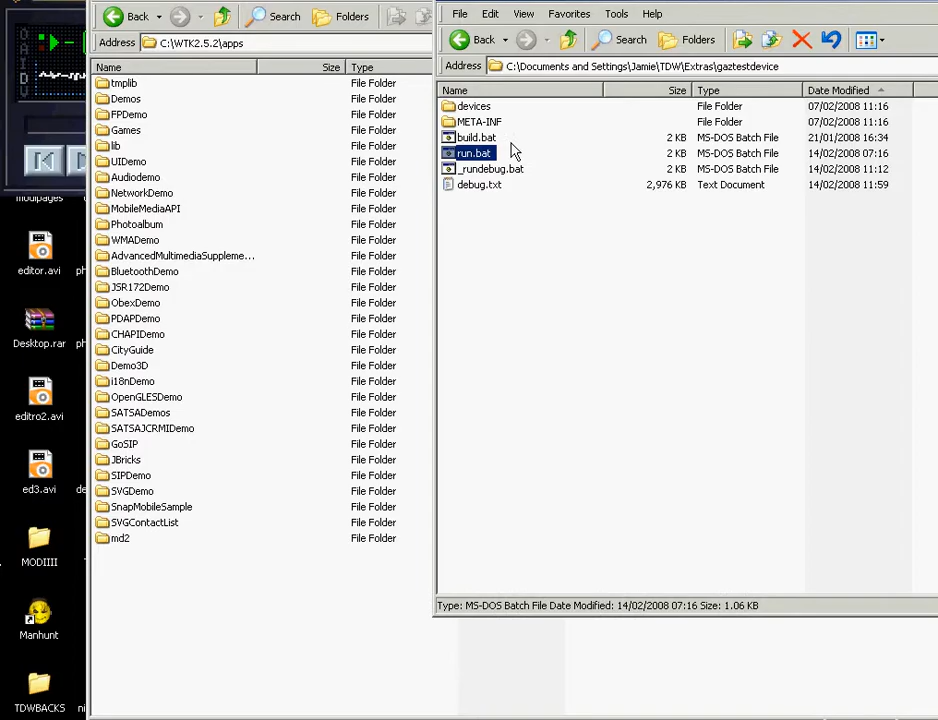 Back
Search
Folders
Address C:\WTK2.5.2\apps
Name Size Type
tmplib File Folder
Demos File Folder
FPDemo File Folder
Games File Folder
lib File Folder
UIDemo File Folder
Audiodemo File Folder
NetworkDemo File Folder
MobileMediaAPI File Folder
Photoalbum File Folder
WMADemo File Folder
AdvancedMultimediaSuppleme... File Folder
BluetoothDemo File Folder
JSR172Demo File Folder
ObexDemo File Folder
PDAPDemo File Folder
CHAPIDemo File Folder
CityGuide File Folder
Demo3D File Folder
i18nDemo File Folder
OpenGLESDemo File Folder
SATSADemos File Folder
SATSAJCRMIDemo File Folder
GoSIP File Folder
JBricks File Folder
SIPDemo File Folder
SVGDemo File Folder
SnapMobileSample File Folder
SVGContactList File Folder
md2 File Folder
File Edit View Favorites Tools Help
Back Search Folders
Address C:\Documents and Settings\Jamie\TDW\Extras\gaztestdevice
Name Size Type Date Modified
devices File Folder 07/02/2008 11:16
META-INF File Folder 07/02/2008 11:16
build.bat 2 KB MS-DOS Batch File 21/01/2008 16:34
run.bat 2 KB MS-DOS Batch File 14/02/2008 07:16
_rundebug.bat 2 KB MS-DOS Batch File 14/02/2008 11:12
debug.txt 2,976 KB Text Document 14/02/2008 11:59
Type: MS-DOS Batch File Date Modified: 14/02/2008 07:16 Size: 1.06 KB
editor.avi
Desktop.rar
editro2.avi
ed3.avi
MODIIII
Manhunt
TDWBACKS